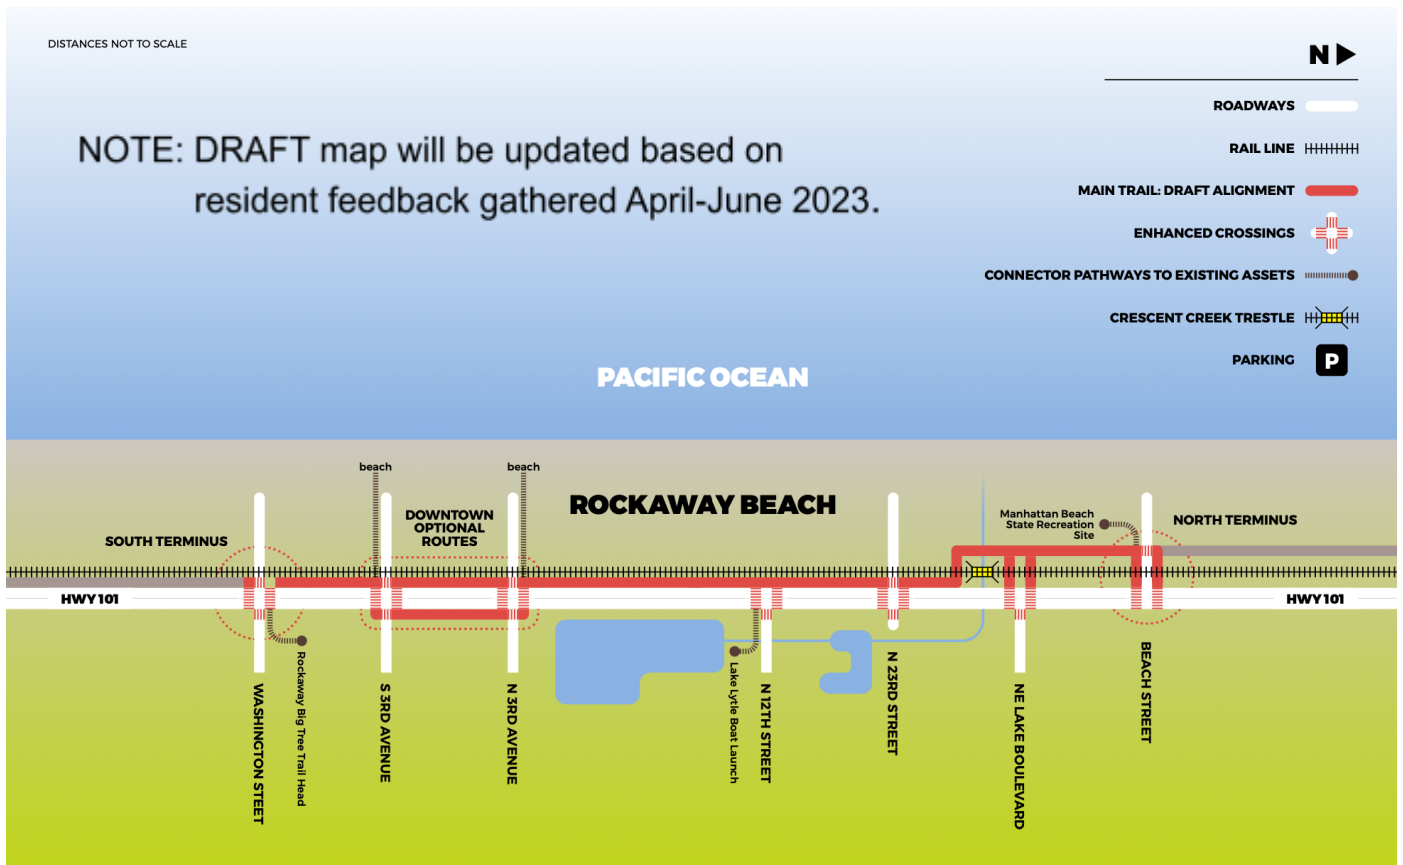 DISTANCES NOT TO SCALE
N
ROADWAYS
NOTE: DRAFT map will be updated based on
resident feedback gathered April-June 2023.
RAIL LINE
MAIN TRAIL: DRAFT ALIGNMENT
ENHANCED CROSSINGS
CONNECTOR PATHWAYS TO EXISTING ASSETS
CRESCENT CREEK TRESTLE
PARKING
P
PACIFIC OCEAN
beach
beach
ROCKAWAY BEACH
DOWNTOWN
OPTIONAL
ROUTES
Manhattan Beach
State Recreation
Site
NORTH TERMINUS
SOUTH TERMINUS
HWY 101
HWY 101
WASHINGTON STEET
Rockaway Big Tree Trail Head
S 3RD AVENUE
N 3RD AVENUE
Lake Lytle Boat Launch
N 12TH STREET
N 23RD STREET
NE LAKE BOULEVARD
BEACH STREET